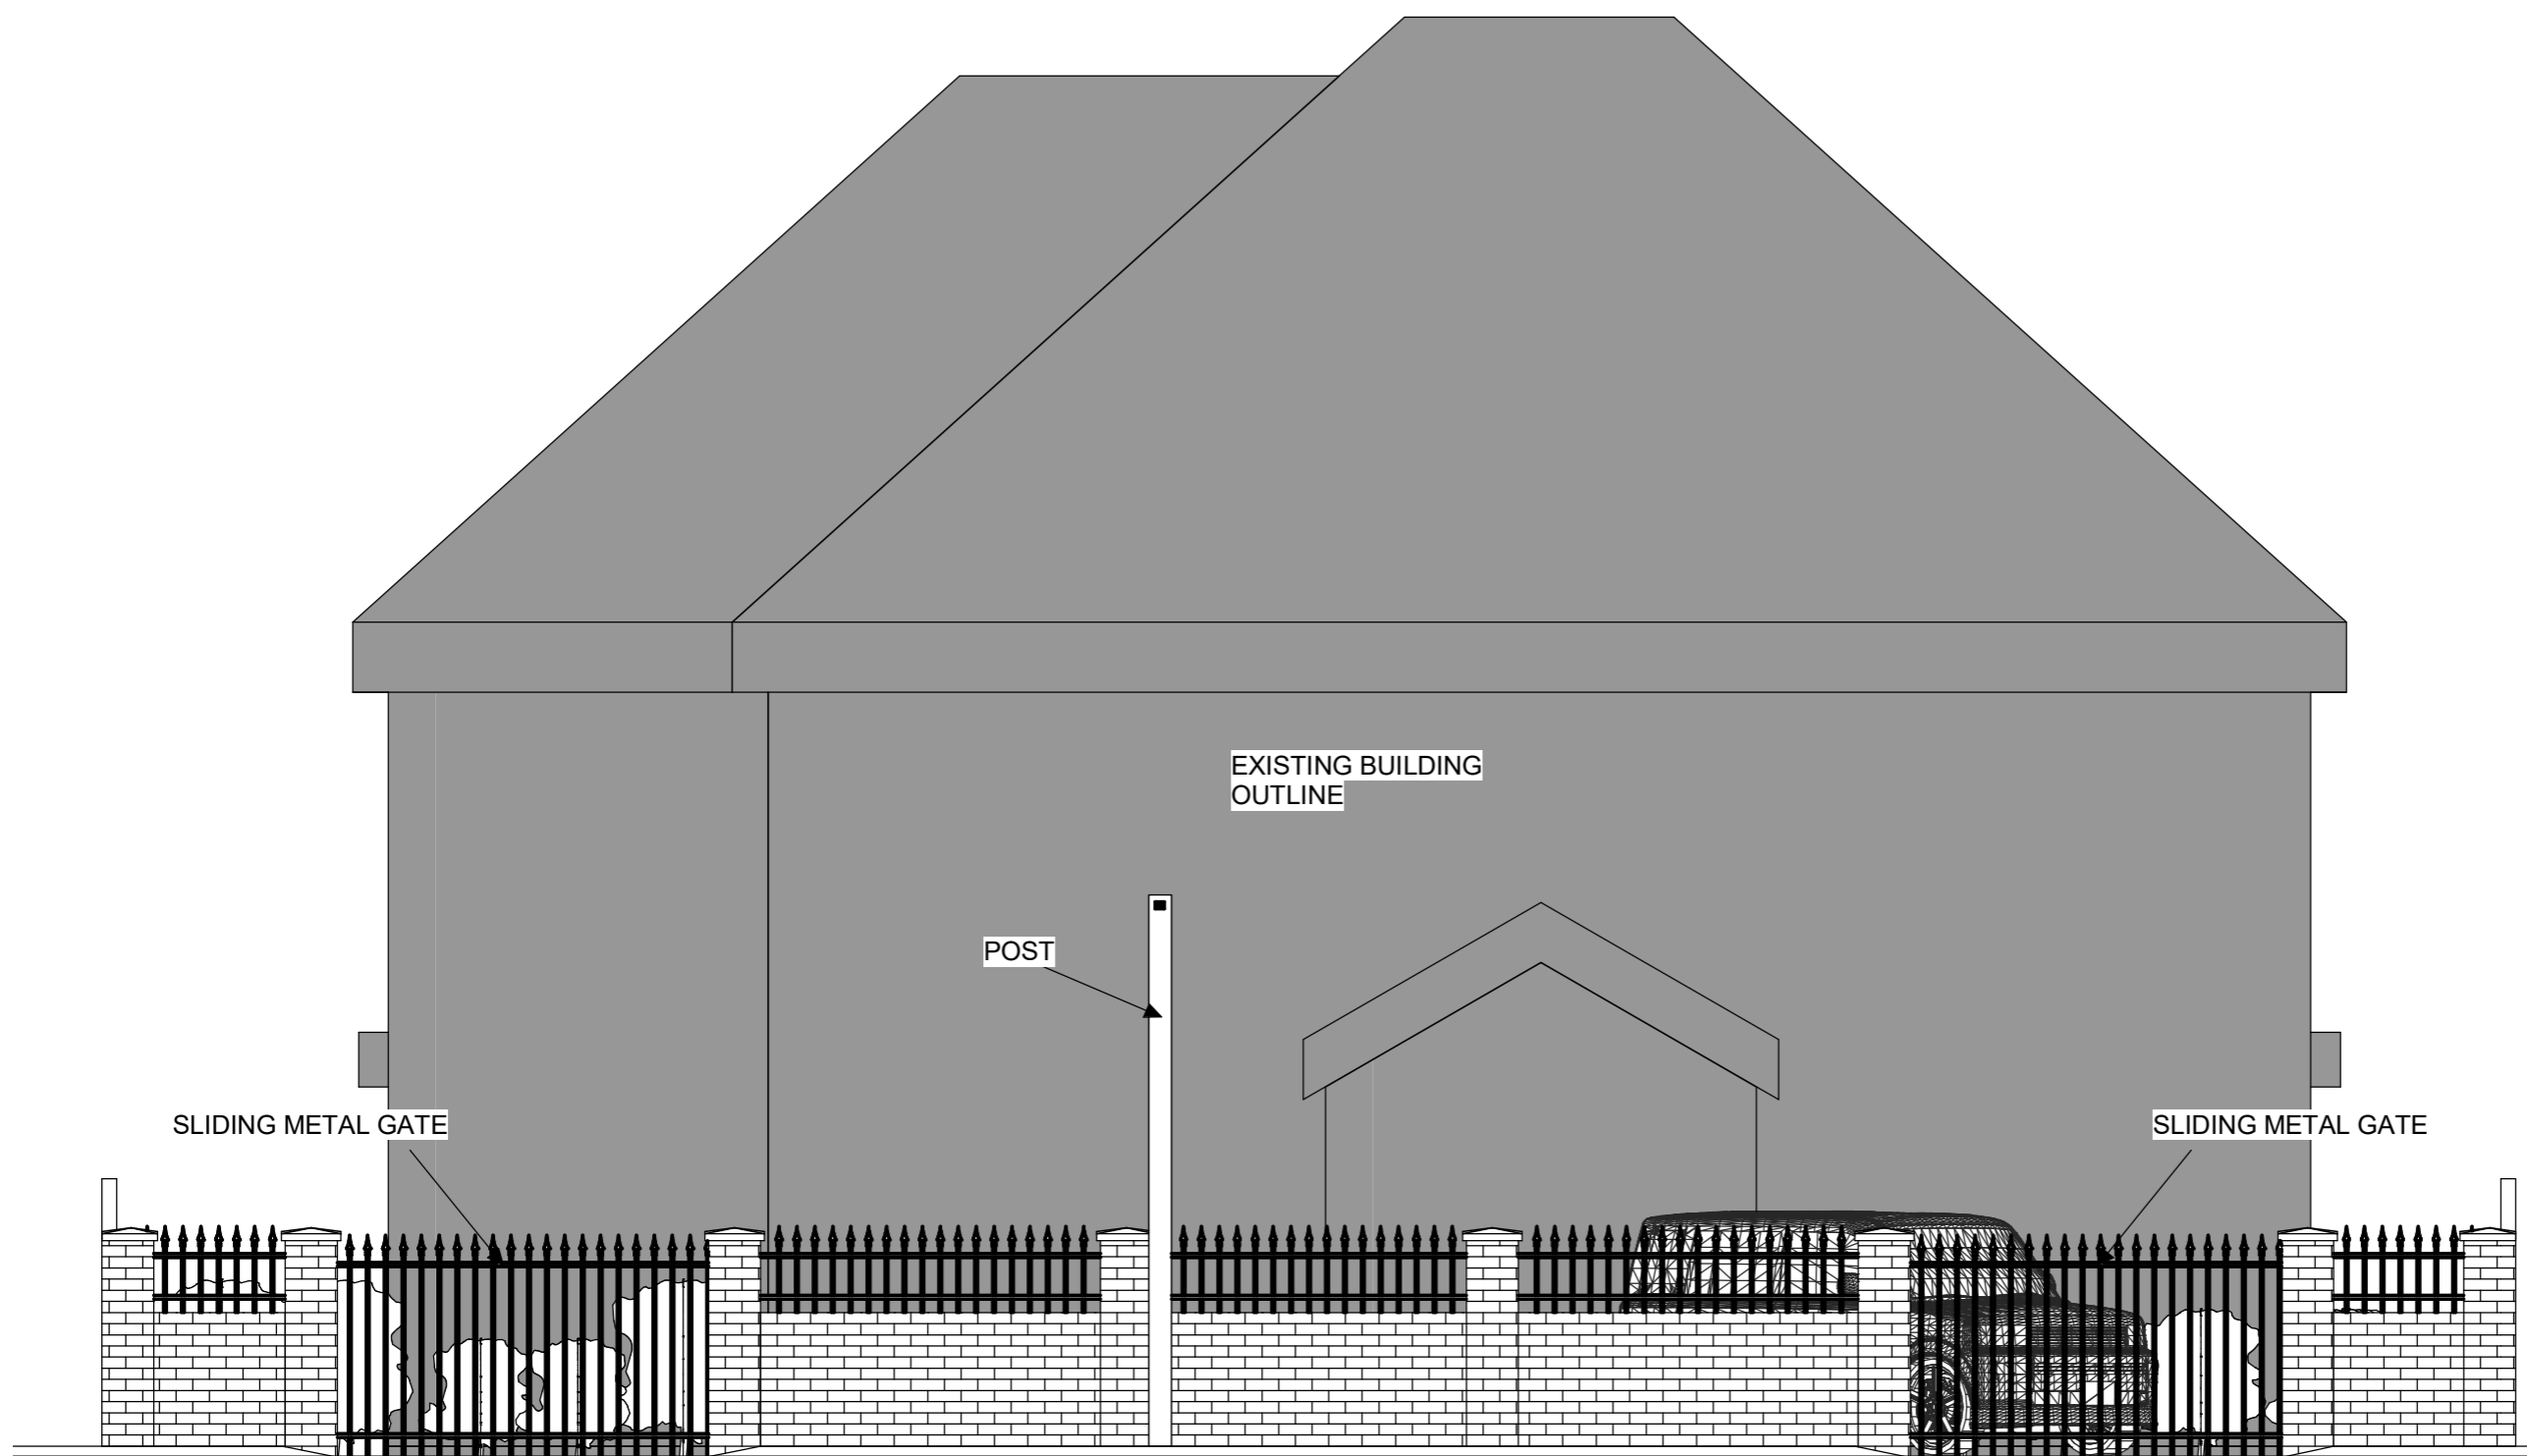 EXISTING BUILDING
OUTLINE
POST
SLIDING METAL GATE
SLIDING METAL GATE